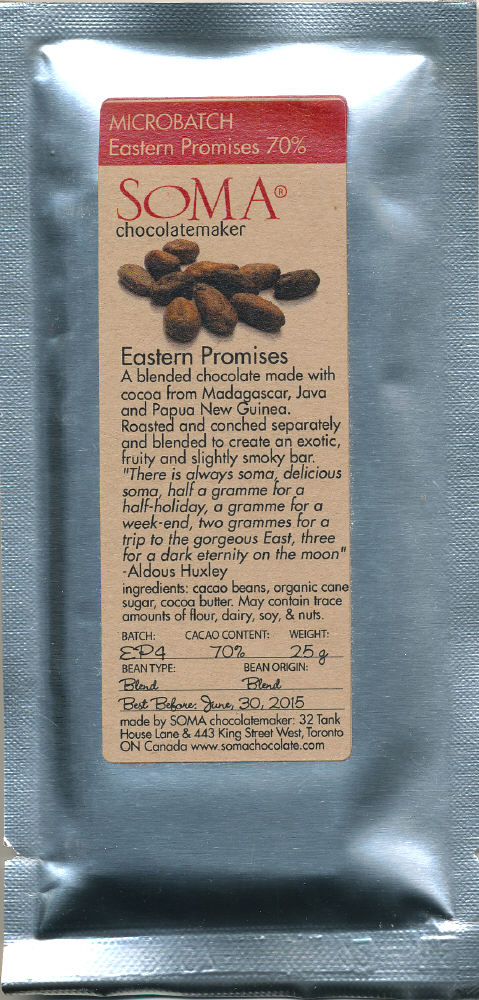 MICROBATCH
Eastern Promises 70%
SOMA®
chocolatemaker
Eastern Promises
A blended chocolate made with
cocoa from Madagascar, Java
and Papua New Guinea.
Roasted and conched separately
and blended to create an exotic,
fruity and slightly smoky bar.
"There is always soma, delicious
soma, half a gramme for a
half-holiday, a gramme for a
week-end, two grammes for a
trip to the gorgeous East, three
for a dark eternity on the moon"
-Aldous Huxley
ingredients: cacao beans, organic cane
sugar, cocoa butter. May contain trace
amounts of flour, dairy, soy, & nuts.
BATCH: CACAO CONTENT: WEIGHT:
EP4 70% 25 g
BEAN TYPE: BEAN ORIGIN:
Blend Blend
Best Before: June, 30, 2015
made by SOMA chocolatemaker: 32 Tank
House Lane & 443 King Street West, Toronto
ON Canada www.somachocolate.com